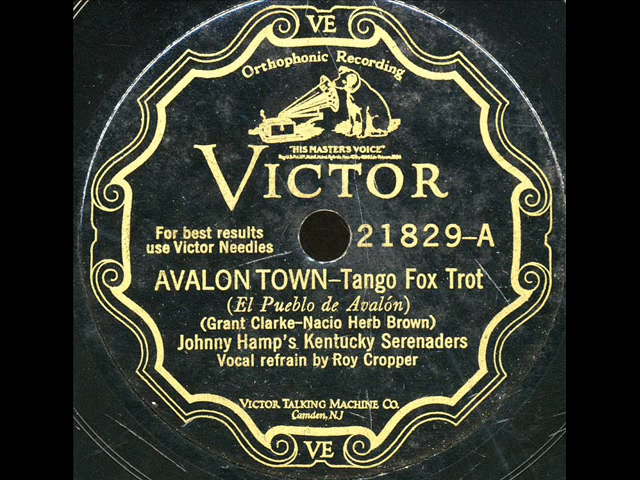 VE
Orthophonic Recording
"HIS MASTER'S VOICE"
VICTOR
For best results
use Victor Needles
21829-A
AVALON TOWN-Tango Fox Trot
(El Pueblo de Avalón)
(Grant Clarke-Nacio Herb Brown)
Johnny Hamp's Kentucky Serenaders
Vocal refrain by Roy Cropper
VICTOR TALKING MACHINE CO.
Camden, N.J.
VE